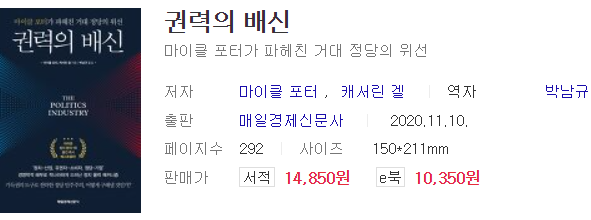 마이클 포터가 파헤친 거대 정당의 위선
권력의 배신
THE
POLITICS
INDUSTRY
권력의 배신
마이클 포터가 파헤친 거대 정당의 위선
저자 마이클 포터 , 캐서린 겔 역자 박남규
출판 매일경제신문사 2020.11.10.
페이지수 292 사이즈 150*211mm
판매가 서적 14,850원 e북 10,350원